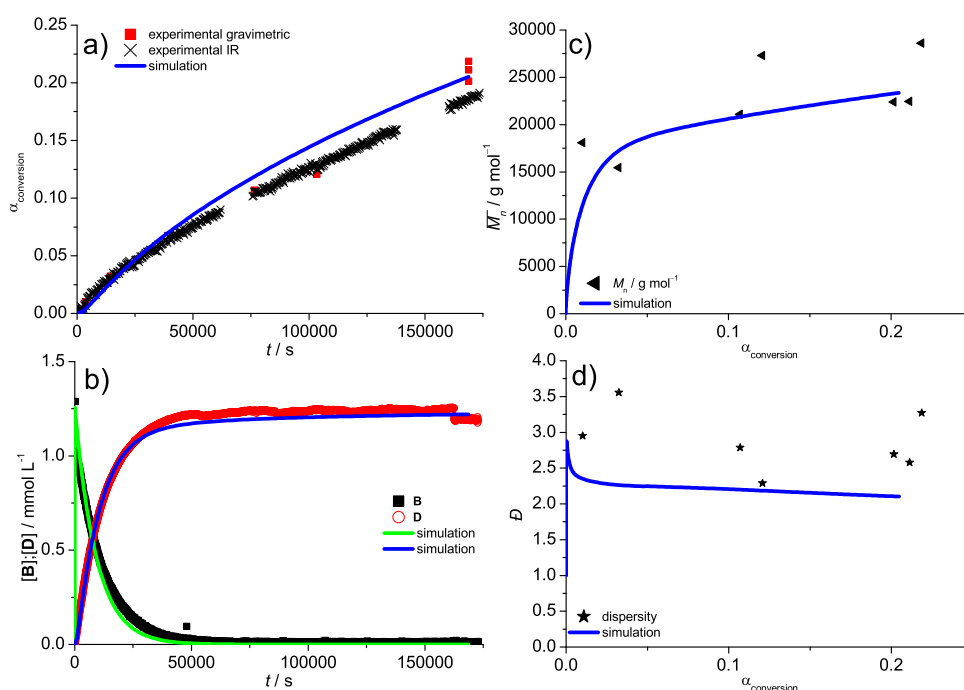 a)
experimental gravimetric
experimental IR
simulation
0.25
0.20
0.15
0.10
0.05
0.00
αconversion
0 50000 100000 150000
t / s
c)
30000
25000
20000
15000
10000
5000
0
Mn / g mol⁻¹
Mn / g mol⁻¹
simulation
0.0 0.1 0.2
αconversion
b)
1.5
1.0
0.5
0.0
[B];[D] / mmol L⁻¹
B
D
simulation
simulation
0 50000 100000 150000
t / s
d)
4.0
3.5
3.0
2.5
2.0
1.5
1.0
0.5
0.0
Đ
dispersity
simulation
0.0 0.1 0.2
αconversion